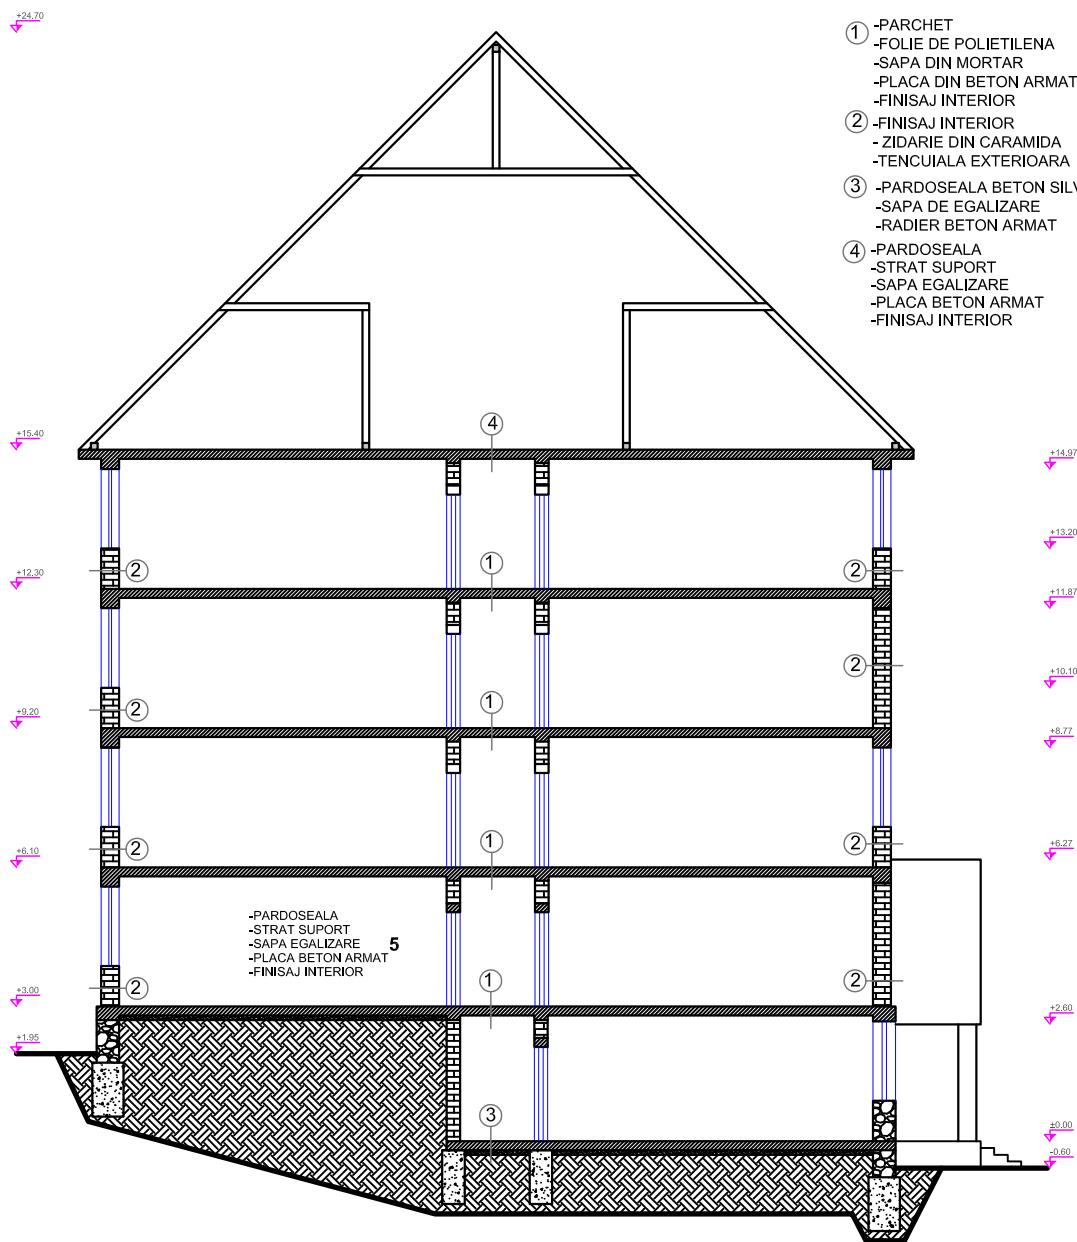 +24.70
1 -PARCHET
-FOLIE DE POLIETILENA
-SAPA DIN MORTAR
-PLACA DIN BETON ARMAT
-FINISAJ INTERIOR
2 -FINISAJ INTERIOR
- ZIDARIE DIN CARAMIDA
-TENCUIALA EXTERIOARA
3 -PARDOSEALA BETON SILV
-SAPA DE EGALIZARE
-RADIER BETON ARMAT
4 -PARDOSEALA
-STRAT SUPORT
-SAPA EGALIZARE
-PLACA BETON ARMAT
-FINISAJ INTERIOR
4
+15.40
+14.97
+13.20
1
2
2
+12.30
+11.87
2
+10.10
1
2
+9.20
+8.77
1
2
2
+6.10
+6.27
-PARDOSEALA
-STRAT SUPORT
-SAPA EGALIZARE 5
-PLACA BETON ARMAT
-FINISAJ INTERIOR
1
2
2
+3.00
+2.60
+1.95
3
±0.00
-0.60